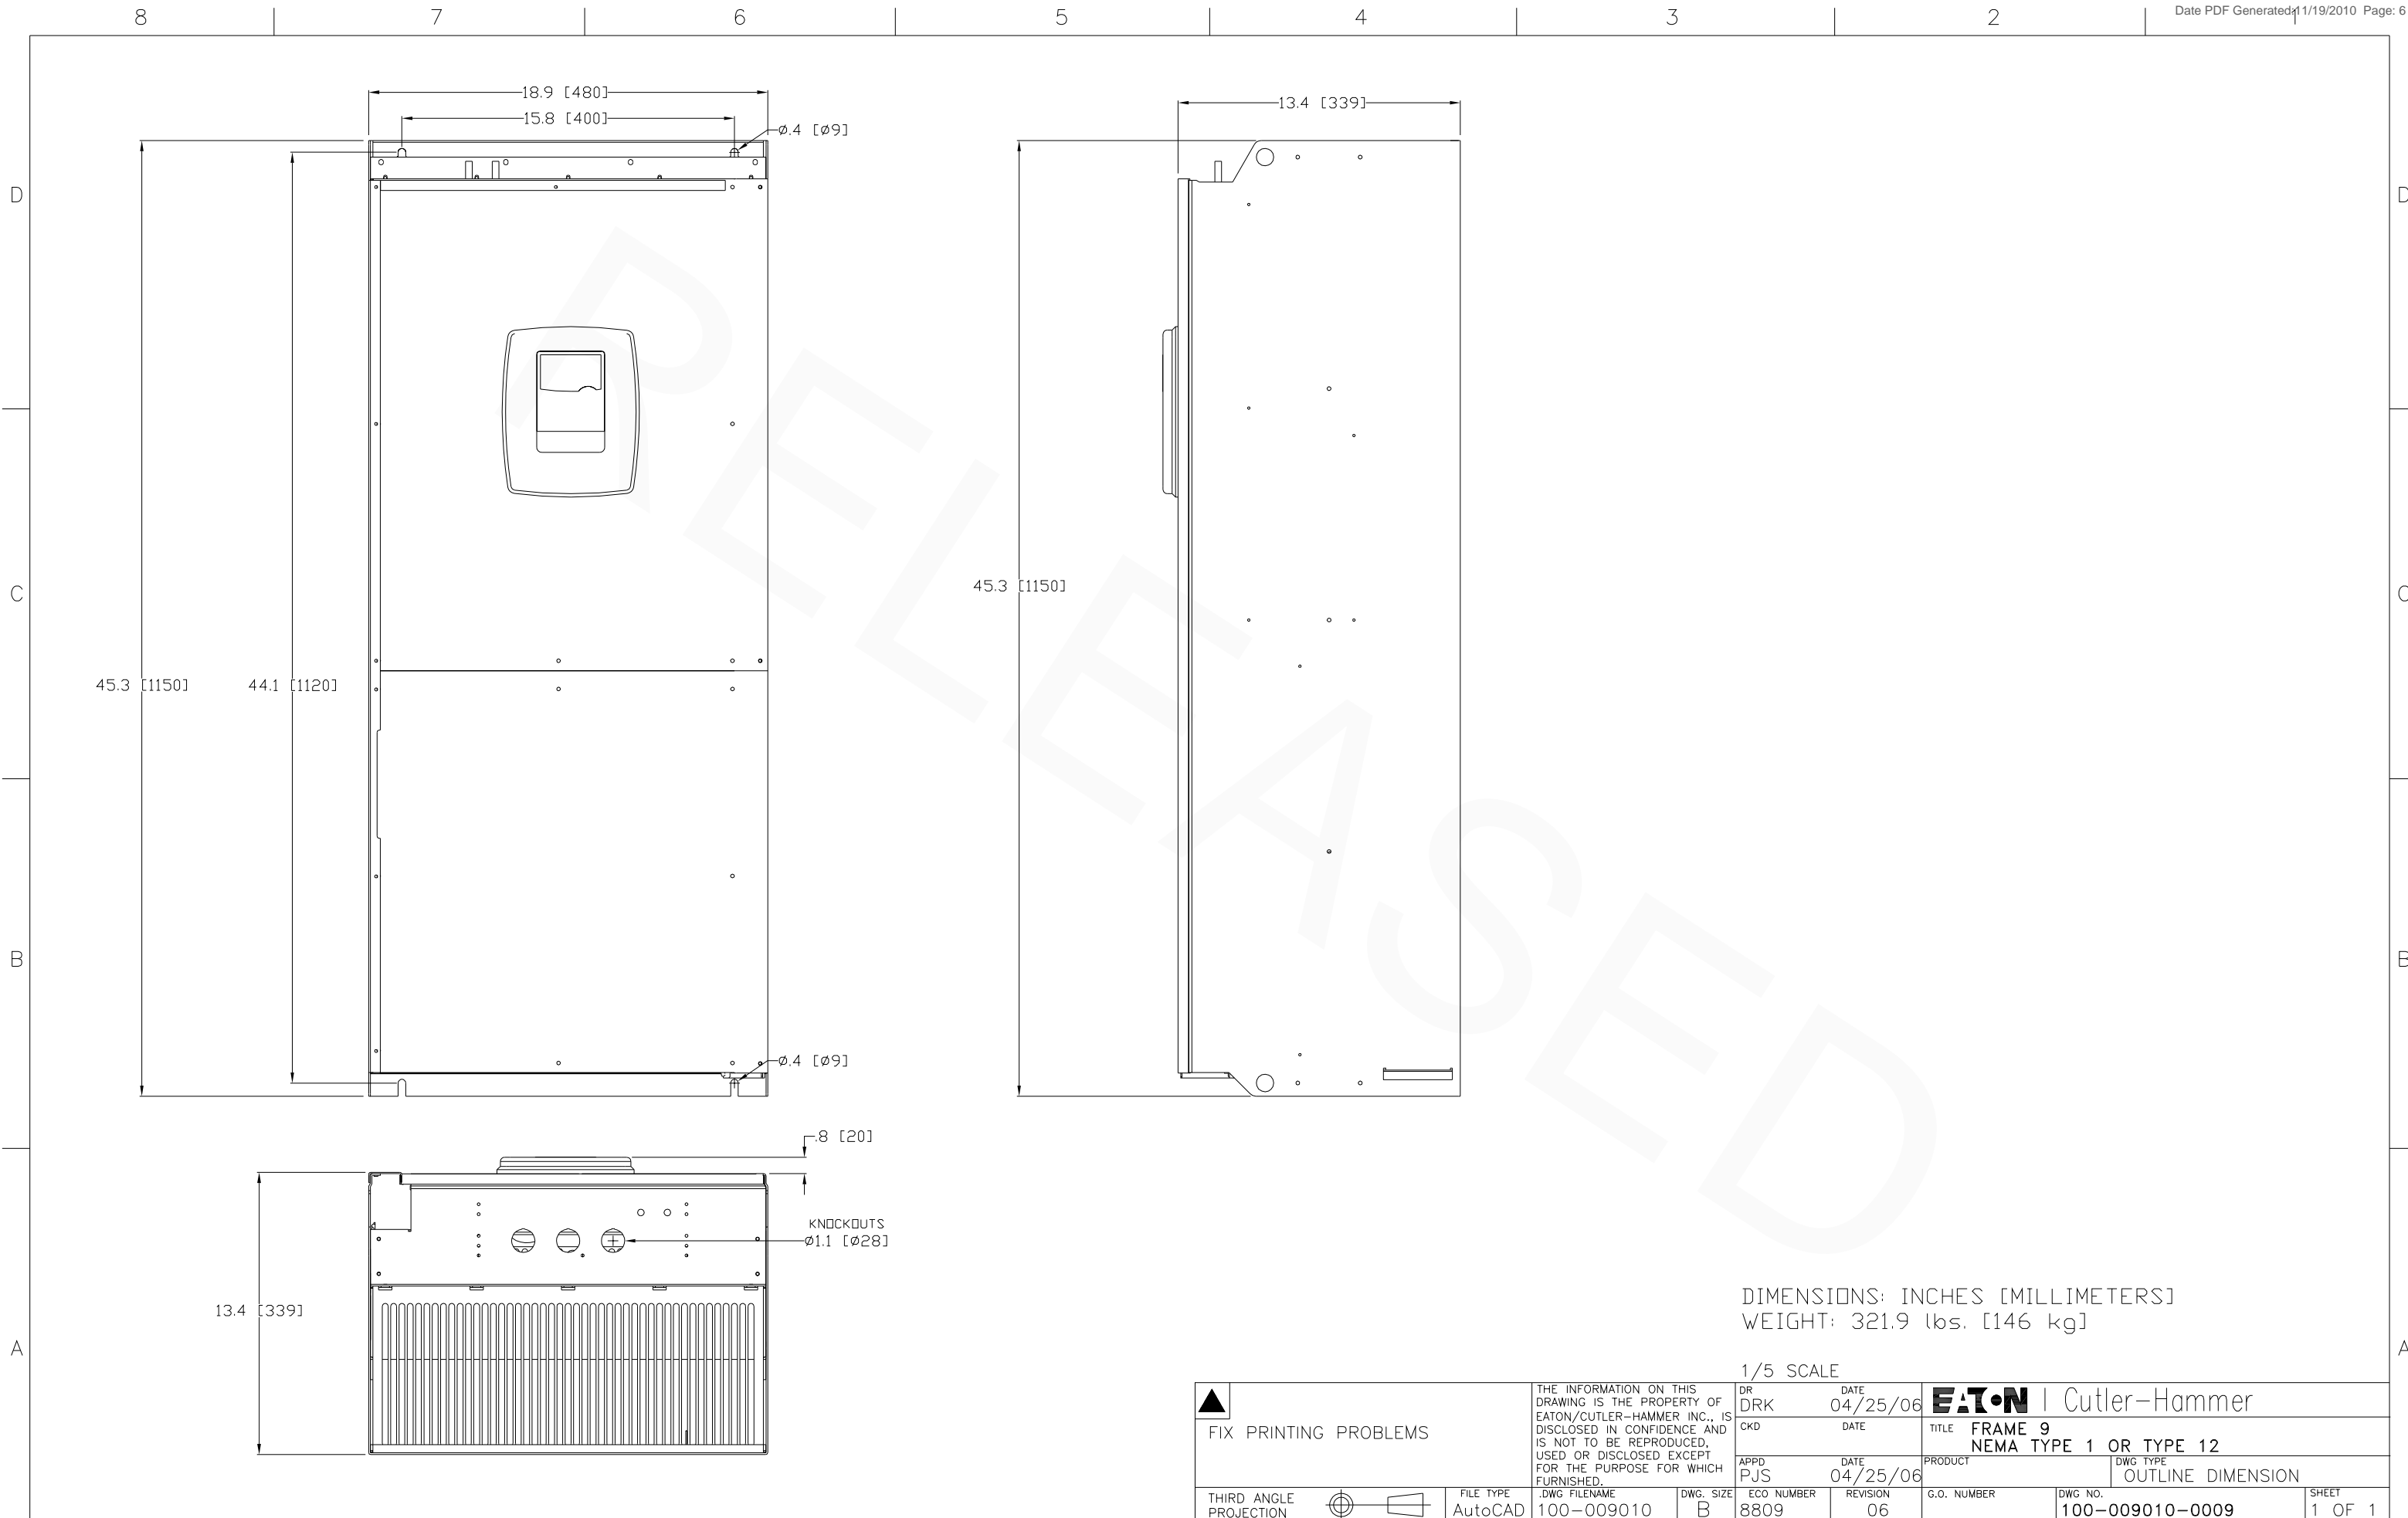 8 7 6 5 4 3 2 1
Date PDF Generated:11/19/2010 Page: 6
18.9 [480]
13.4 [339]
15.8 [400]
Ø.4 [Ø9]
D D
C C
45.3 [1150]
45.3 [1150]
44.1 [1120]
B B
Ø.4 [Ø9]
.8 [20]
KNOCKOUTS
Ø1.1 [Ø28]
13.4 [339]
A A
RELEASED
DIMENSIONS: INCHES [MILLIMETERS]
WEIGHT: 321.9 lbs. [146 kg]
1/5 SCALE
FIX PRINTING PROBLEMS
THE INFORMATION ON THIS
DRAWING IS THE PROPERTY OF
EATON/CUTLER-HAMMER INC., IS
DISCLOSED IN CONFIDENCE AND
IS NOT TO BE REPRODUCED,
USED OR DISCLOSED EXCEPT
FOR THE PURPOSE FOR WHICH
FURNISHED.
DR
DRK
DATE
04/25/06
CKD
DATE
APPD
PJS
DATE
04/25/06
EATON | Cutler-Hammer
TITLE FRAME 9
NEMA TYPE 1 OR TYPE 12
PRODUCT
DWG TYPE
OUTLINE DIMENSION
THIRD ANGLE
PROJECTION
FILE TYPE
AutoCAD
.DWG FILENAME
100-009010
DWG. SIZE
B
ECO NUMBER
8809
REVISION
06
G.O. NUMBER
DWG NO.
100-009010-0009
SHEET
1 OF 1